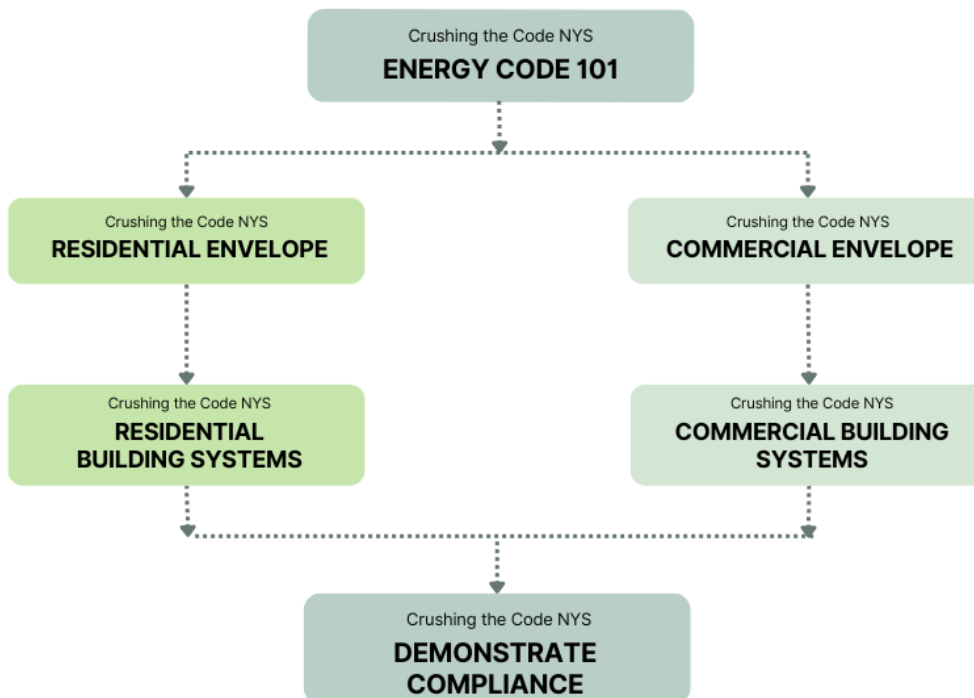 Crushing the Code NYS
ENERGY CODE 101
Crushing the Code NYS
RESIDENTIAL ENVELOPE
Crushing the Code NYS
COMMERCIAL ENVELOPE
Crushing the Code NYS
RESIDENTIAL
BUILDING SYSTEMS
Crushing the Code NYS
COMMERCIAL BUILDING
SYSTEMS
Crushing the Code NYS
DEMONSTRATE
COMPLIANCE